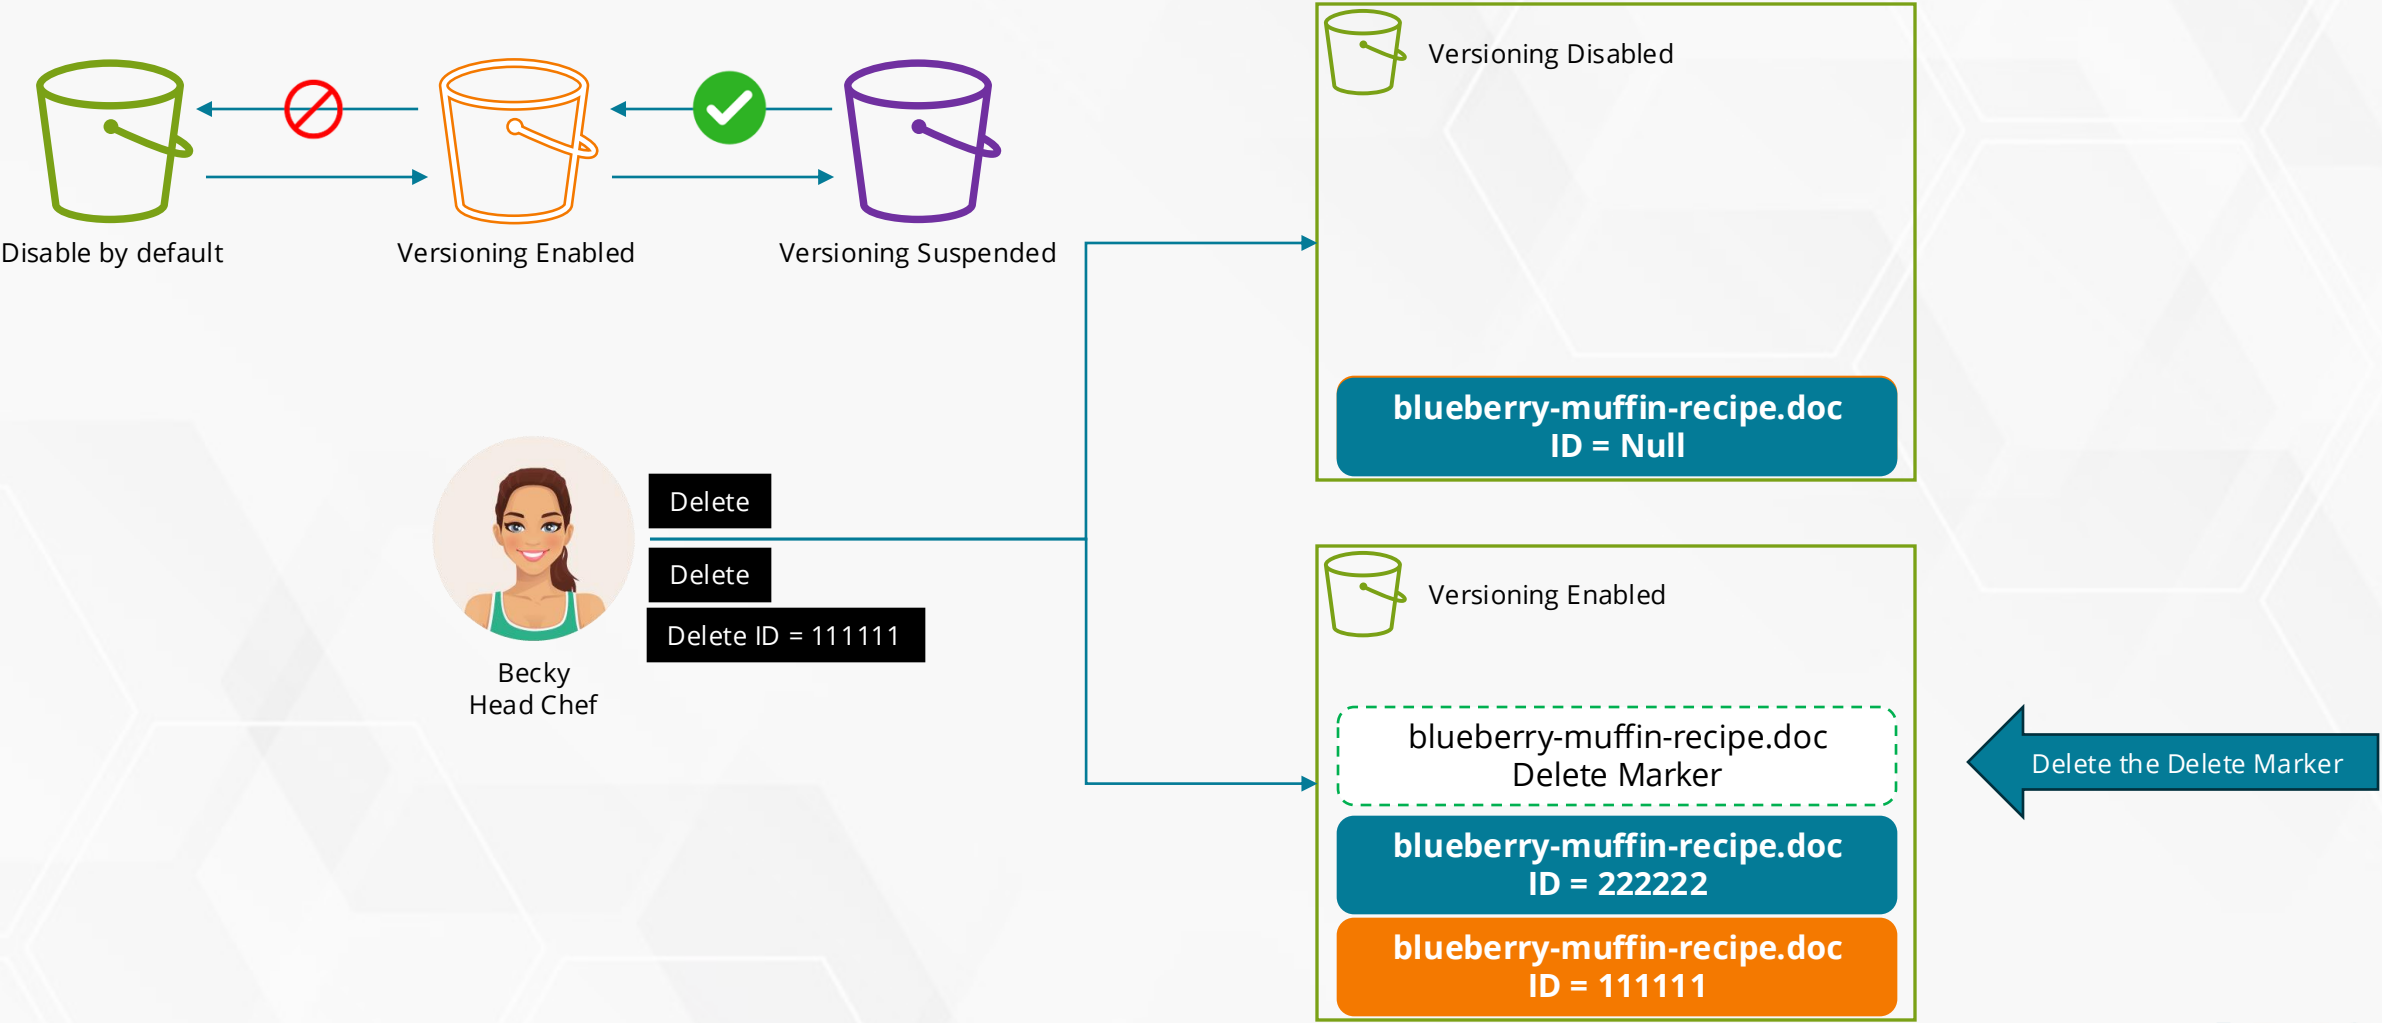 Disable by default
Versioning Enabled
Versioning Suspended
Becky
Head Chef
Delete
Delete
Delete ID = 111111
Versioning Disabled
blueberry-muffin-recipe.doc
ID = Null
Versioning Enabled
blueberry-muffin-recipe.doc
Delete Marker
blueberry-muffin-recipe.doc
ID = 222222
blueberry-muffin-recipe.doc
ID = 111111
Delete the Delete Marker